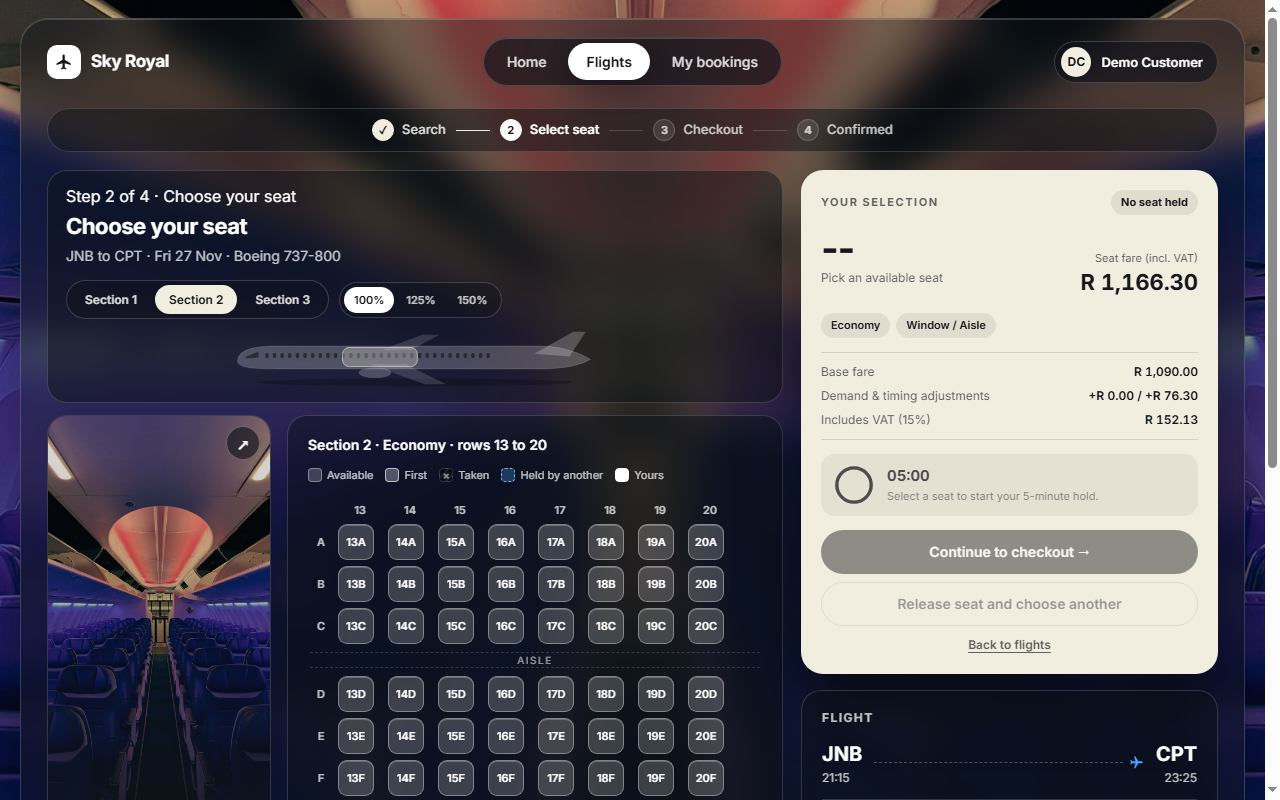 Sky Royal
Home
Flights
My bookings
DC
Demo Customer
✓ Search
2 Select seat
3 Checkout
4 Confirmed
Step 2 of 4 · Choose your seat
Choose your seat
JNB to CPT · Fri 27 Nov · Boeing 737-800
Section 1
Section 2
Section 3
100%
125%
150%
Section 2 · Economy · rows 13 to 20
Available
First
Taken
Held by another
Yours
13 14 15 16 17 18 19 20
A 13A 14A 15A 16A 17A 18A 19A 20A
B 13B 14B 15B 16B 17B 18B 19B 20B
C 13C 14C 15C 16C 17C 18C 19C 20C
AISLE
D 13D 14D 15D 16D 17D 18D 19D 20D
E 13E 14E 15E 16E 17E 18E 19E 20E
F 13F 14F 15F 16F 17F 18F 19F 20F
YOUR SELECTION
No seat held
--
Pick an available seat
Seat fare (incl. VAT)
R 1,166.30
Economy
Window / Aisle
Base fare R 1,090.00
Demand & timing adjustments +R 0.00 / +R 76.30
Includes VAT (15%) R 152.13
05:00
Select a seat to start your 5-minute hold.
Continue to checkout →
Release seat and choose another
Back to flights
FLIGHT
JNB CPT
21:15 23:25